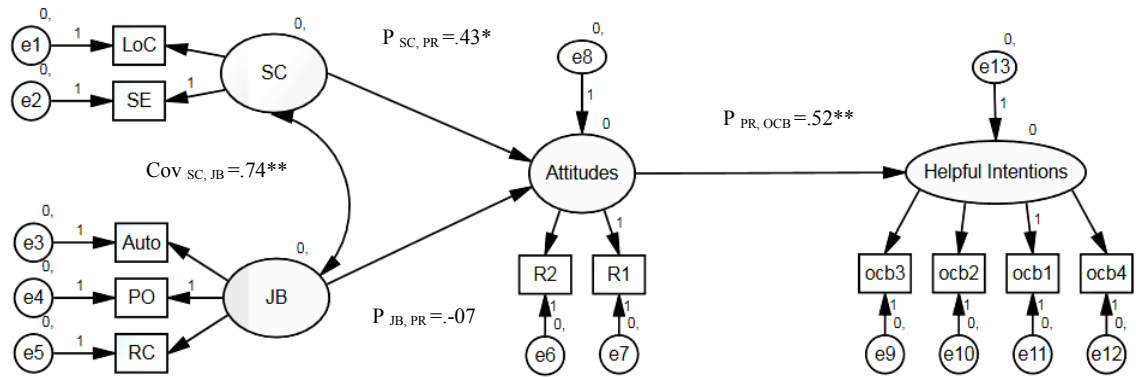 0,
e1
1
LoC
0,
e2
1
SE
1
0,
SC
P SC, PR =.43*
Cov SC, JB =.74**
0,
e3
1
Auto
0,
e4
1
PO
1
0,
e5
1
RC
0,
JB
P JB, PR =.-07
0,
e8
1
0
Attitudes
1
R2
R1
1
0,
1
0,
e6
e7
P PR, OCB =.52**
0,
e13
1
0
Helpful Intentions
1
ocb3
ocb2
ocb1
ocb4
1
0,
1
0,
1
0,
1
0,
e9
e10
e11
e12